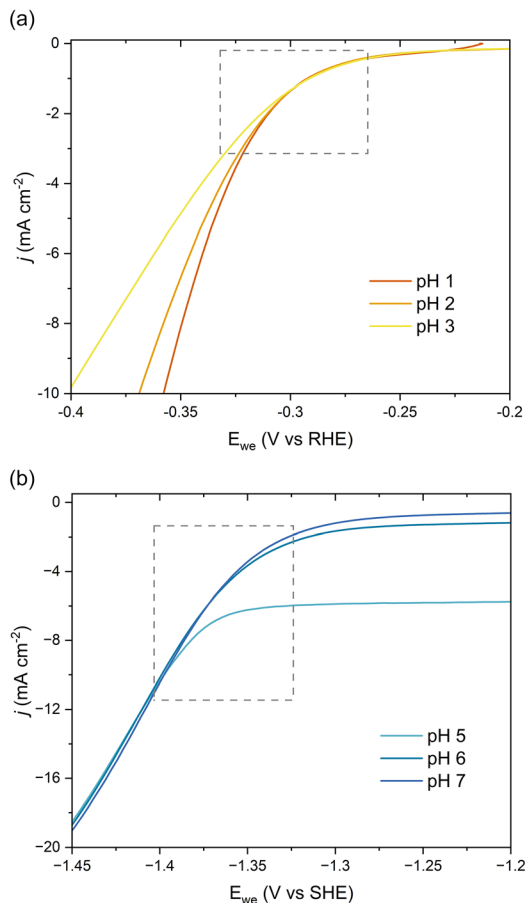 (a)
0
-2
-4
-6
-8
-10
j (mA cm⁻²)
pH 1
pH 2
pH 3
-0.4 -0.35 -0.3 -0.25 -0.2
E_we (V vs RHE)
(b)
0
−4
−8
−12
−16
−20
j (mA cm⁻²)
pH 5
pH 6
pH 7
−1.45 −1.4 −1.35 −1.3 −1.25 −1.2
E_we (V vs SHE)